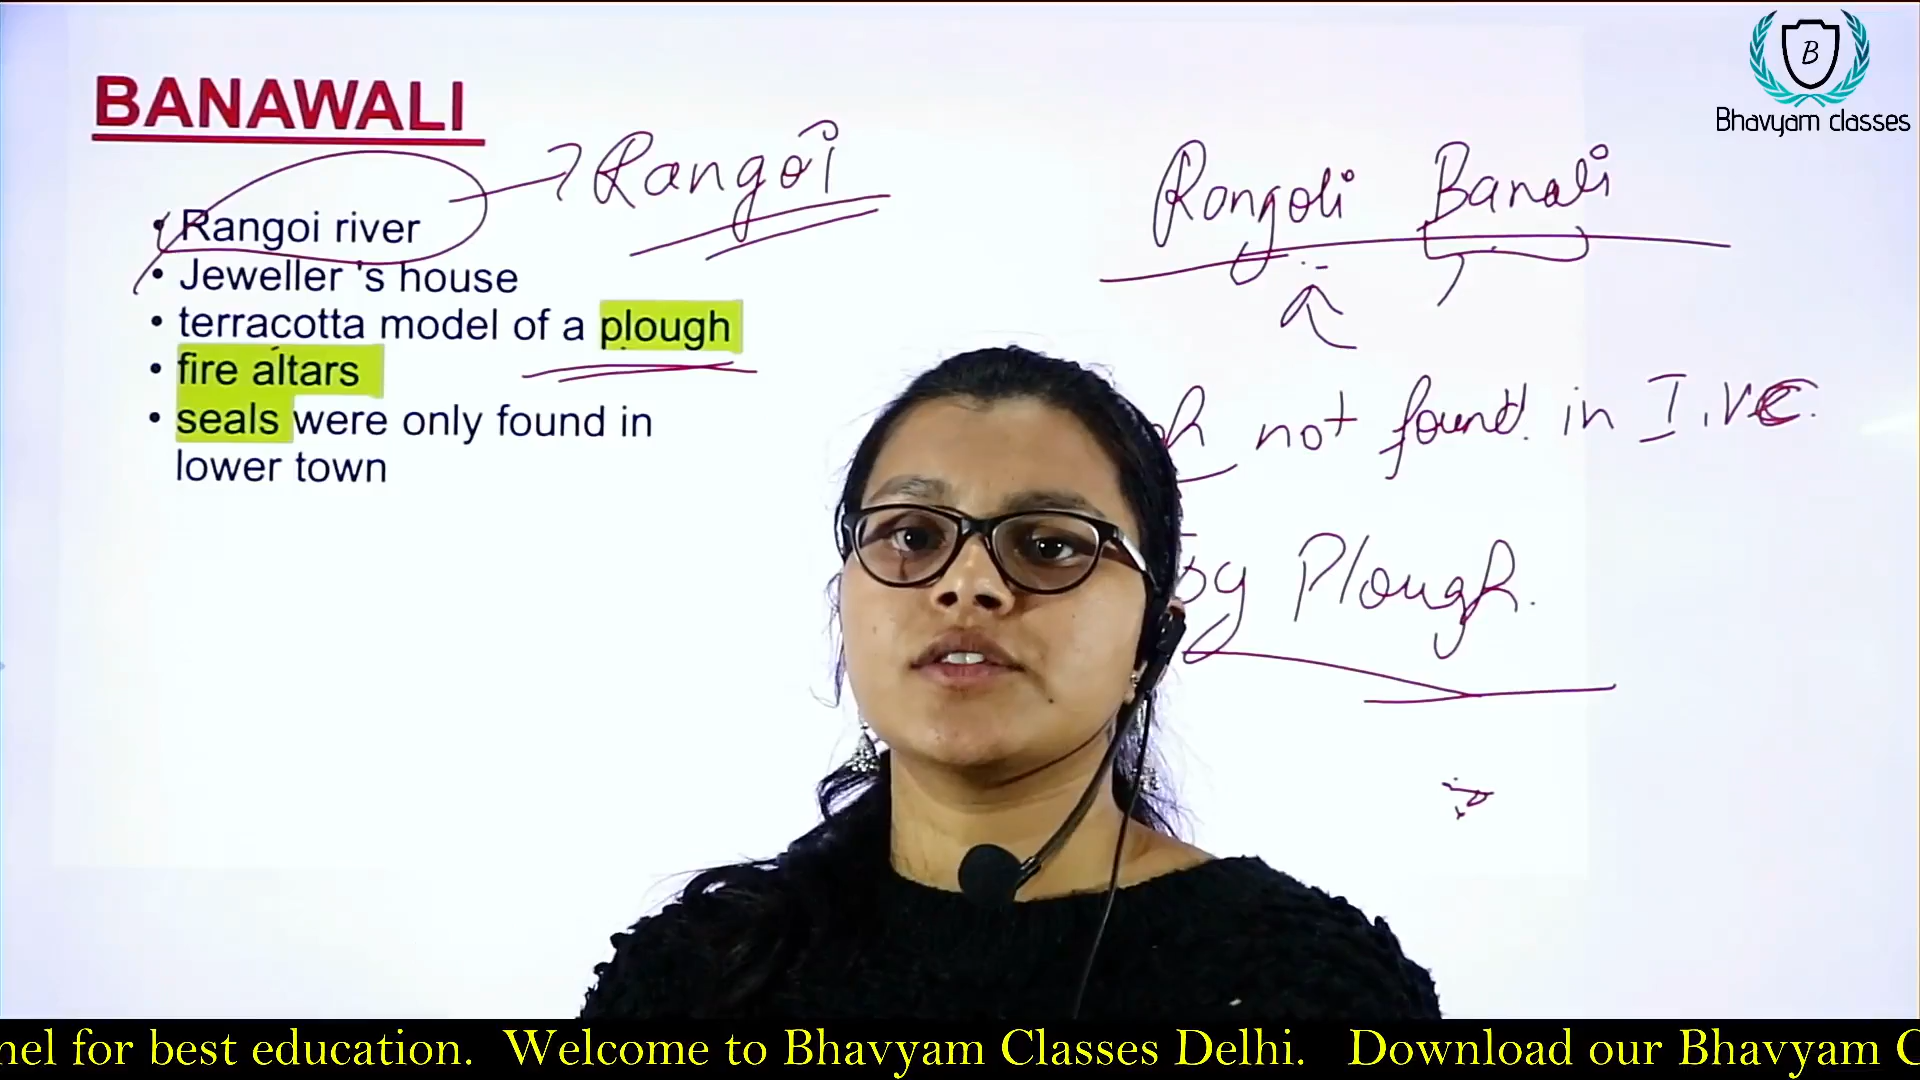 BANAWALI
• Rangoi river
• Jeweller 's house
• terracotta model of a plough
• fire altars
• seals were only found in
lower town
Rangoi
Rangoli Banali
not found in I.VC.
Plough.
B
Bhavyam classes
nel for best education. Welcome to Bhavyam Classes Delhi. Download our Bhavyam C